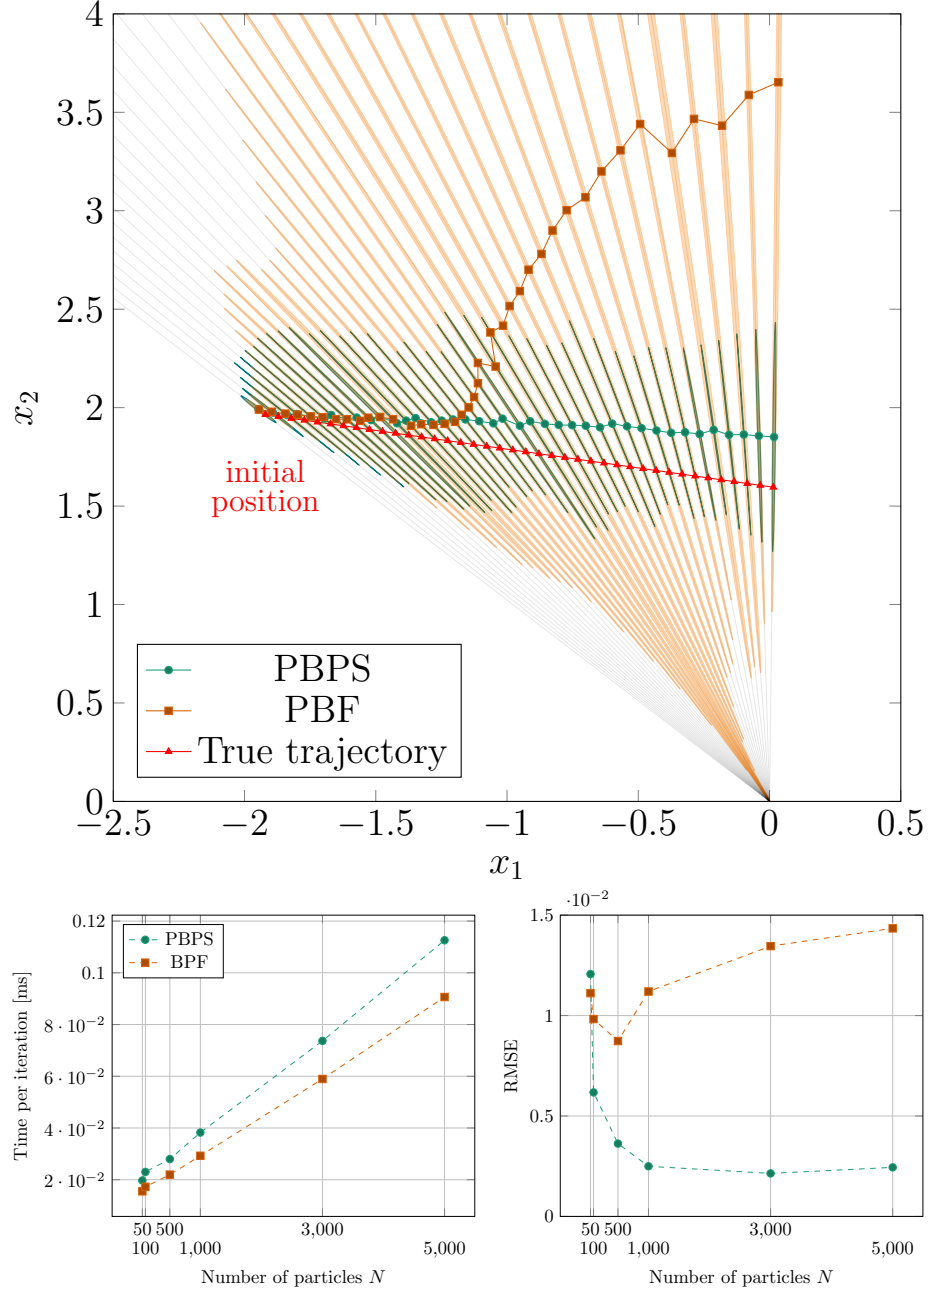 4
3.5
3
2.5
2
1.5
1
0.5
0
x₂
initial
position
PBPS
PBF
True trajectory
−2.5 −2 −1.5 −1 −0.5 0 0.5
x₁
0.12
0.1
8 · 10⁻²
6 · 10⁻²
4 · 10⁻²
2 · 10⁻²
Time per iteration [ms]
PBPS
BPF
50 500 3,000
100 1,000 5,000
Number of particles N
·10⁻²
1.5
1
0.5
0
RMSE
50 500 3,000
100 1,000 5,000
Number of particles N